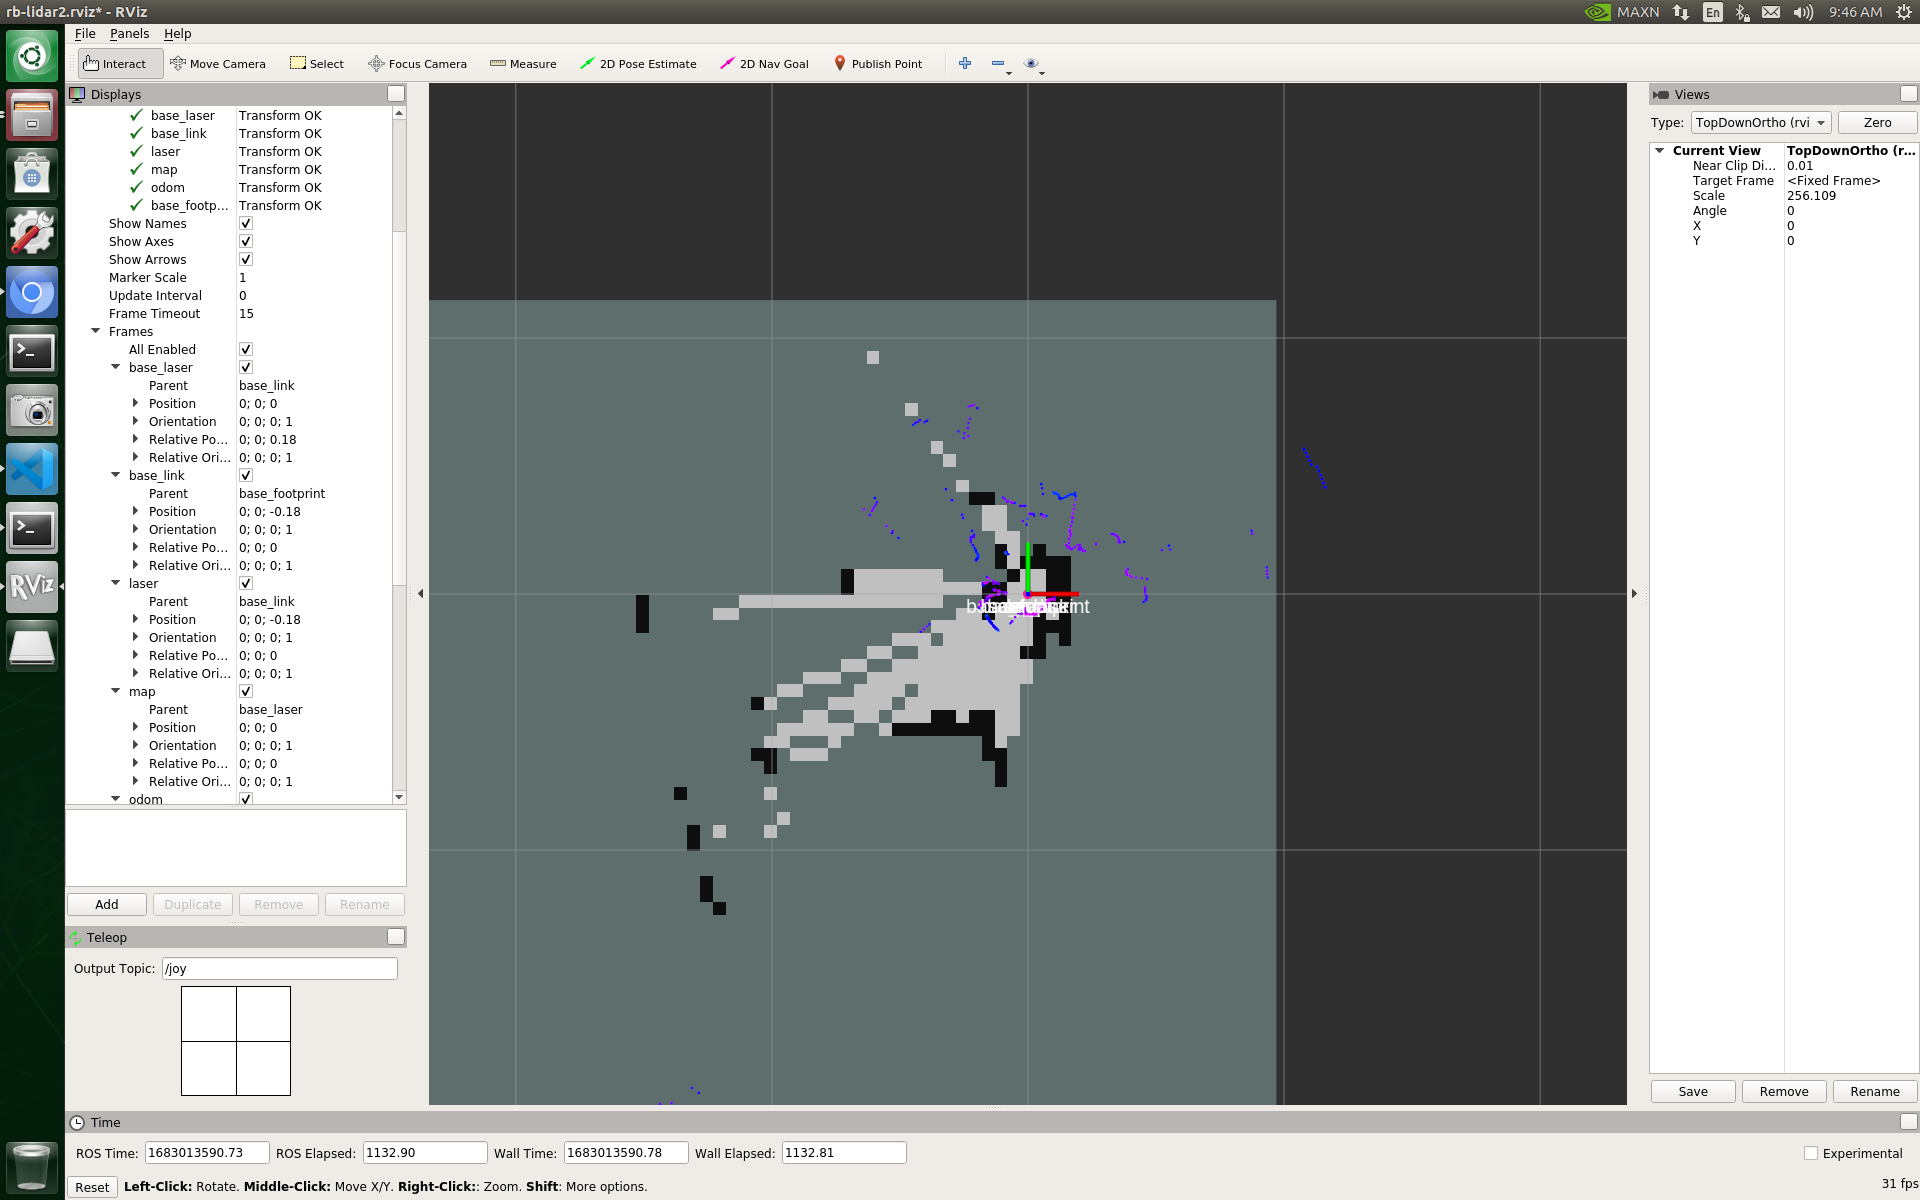 rb-lidar2.rviz* - RViz
MAXN
En
9:46 AM
File Panels Help
Interact Move Camera Select Focus Camera Measure 2D Pose Estimate 2D Nav Goal Publish Point
Displays
base_laser Transform OK
base_link Transform OK
laser Transform OK
map Transform OK
odom Transform OK
base_footp... Transform OK
Show Names
Show Axes
Show Arrows
Marker Scale 1
Update Interval 0
Frame Timeout 15
Frames
All Enabled
base_laser
Parent base_link
Position 0; 0; 0
Orientation 0; 0; 0; 1
Relative Po... 0; 0; 0.18
Relative Ori... 0; 0; 0; 1
base_link
Parent base_footprint
Position 0; 0; -0.18
Orientation 0; 0; 0; 1
Relative Po... 0; 0; 0
Relative Ori... 0; 0; 0; 1
laser
Parent base_link
Position 0; 0; -0.18
Orientation 0; 0; 0; 1
Relative Po... 0; 0; 0
Relative Ori... 0; 0; 0; 1
map
Parent base_laser
Position 0; 0; 0
Orientation 0; 0; 0; 1
Relative Po... 0; 0; 0
Relative Ori... 0; 0; 0; 1
odom
Add Duplicate Remove Rename
Teleop
Output Topic: /joy
Views
Type: TopDownOrtho (rvi Zero
Current View TopDownOrtho (r...
Near Clip Di... 0.01
Target Frame <Fixed Frame>
Scale 256.109
Angle 0
X 0
Y 0
Save Remove Rename
RViz
Time
ROS Time: 1683013590.73 ROS Elapsed: 1132.90 Wall Time: 1683013590.78 Wall Elapsed: 1132.81
Experimental
Reset Left-Click: Rotate. Middle-Click: Move X/Y. Right-Click:: Zoom. Shift: More options.
31 fps